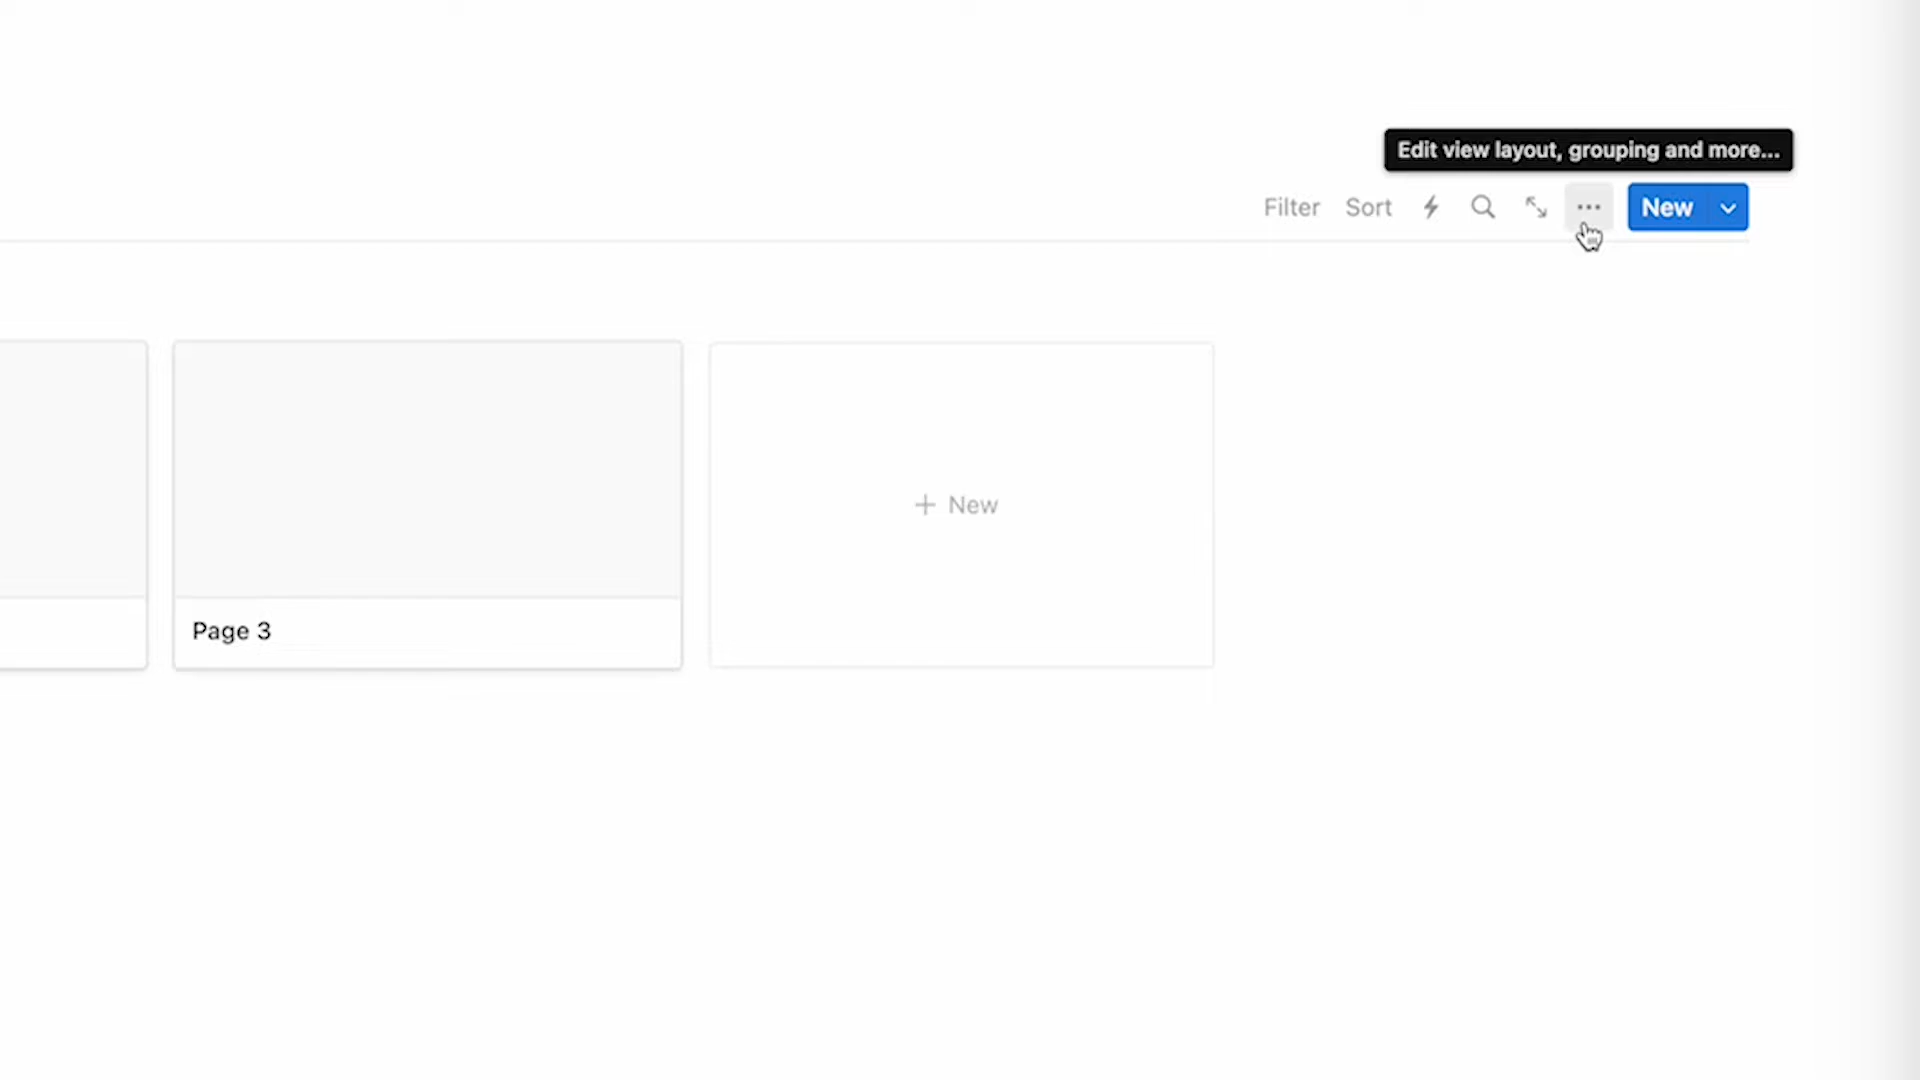 Edit view layout, grouping and more...
Filter Sort New
+ New
Page 3